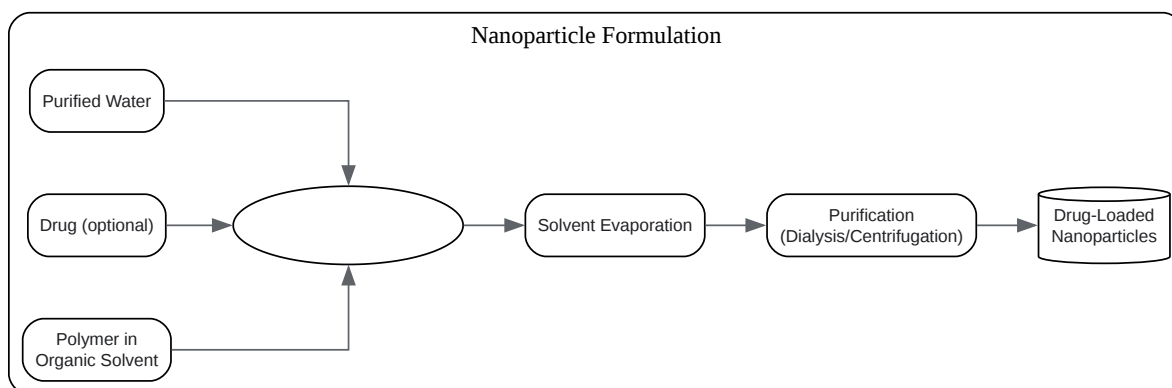 Nanoparticle Formulation
Purified Water
Drug (optional)
Polymer in
Organic Solvent
Solvent Evaporation
Purification
(Dialysis/Centrifugation)
Drug-Loaded
Nanoparticles